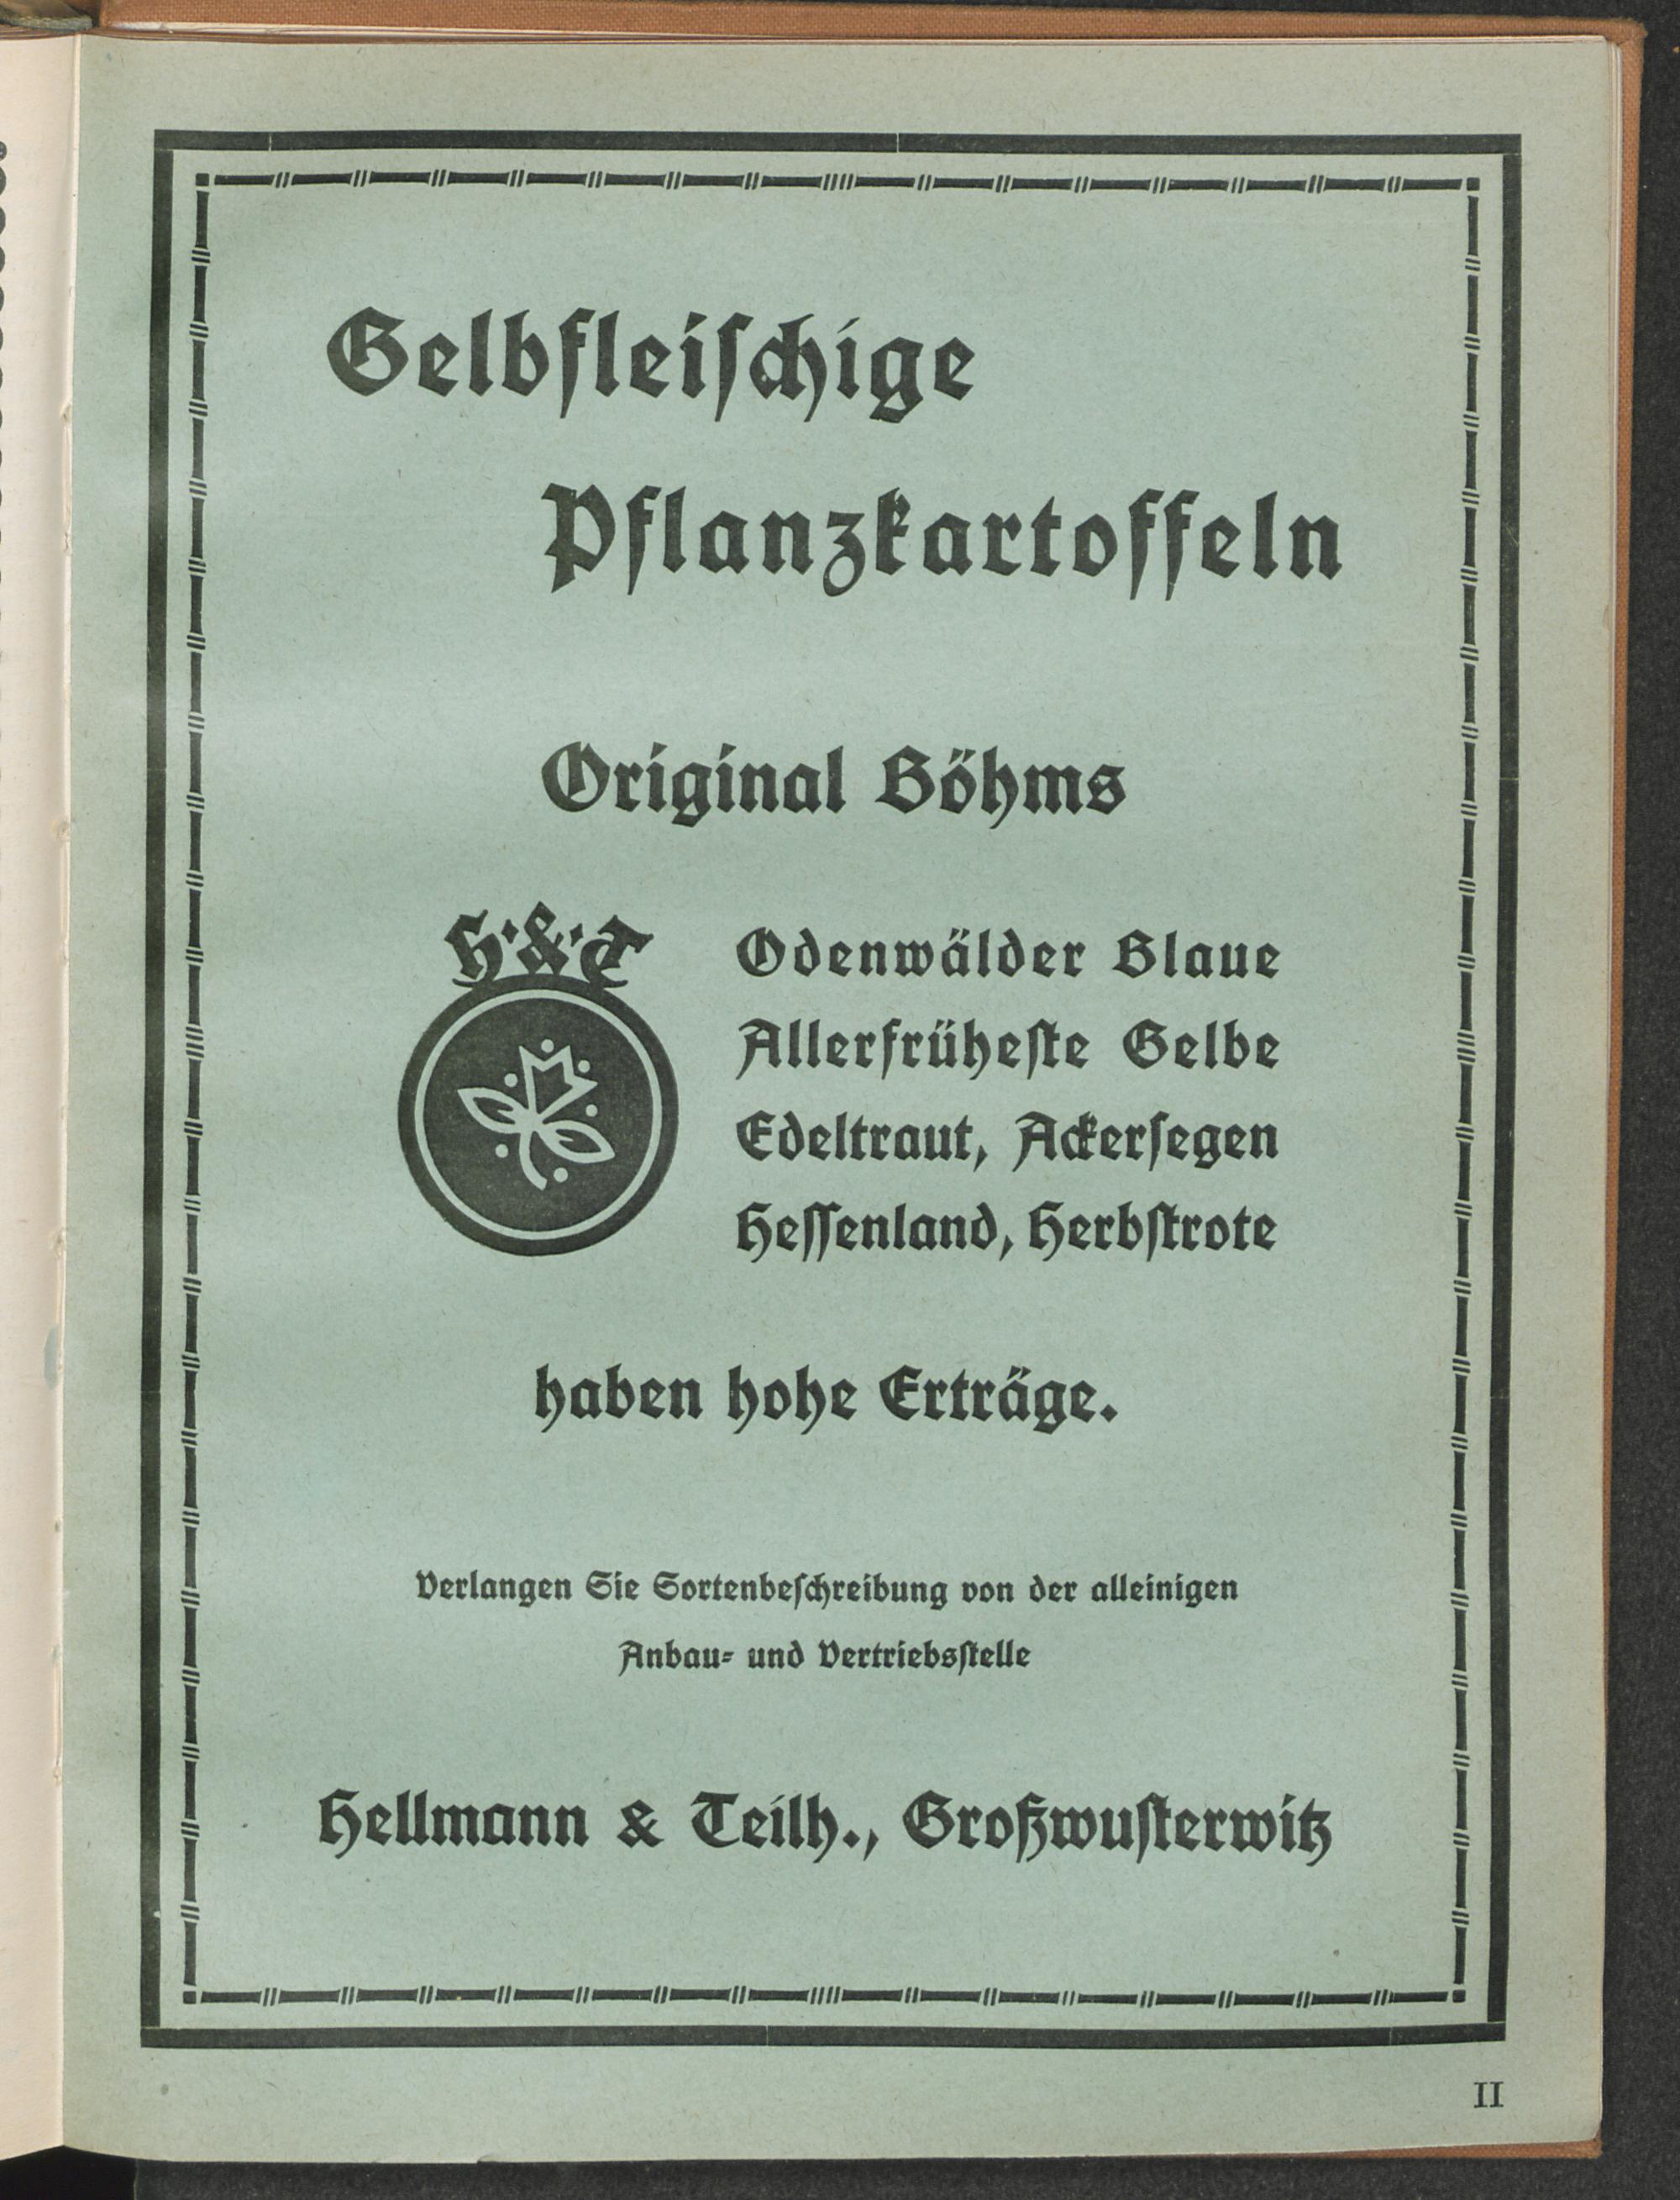 Gelbfleiſchige
Pflanzkartoffeln
Original Böhms
H·&·T
Odenwälder Blaue
Allerfrüheſte Gelbe
Edeltraut, Ackerſegen
Heſſenland, Herbſtrote
haben hohe Erträge.
Verlangen Sie Sortenbeſchreibung von der alleinigen
Anbau- und Vertriebsſtelle
Hellmann & Teilh., Großwuſterwitz
II